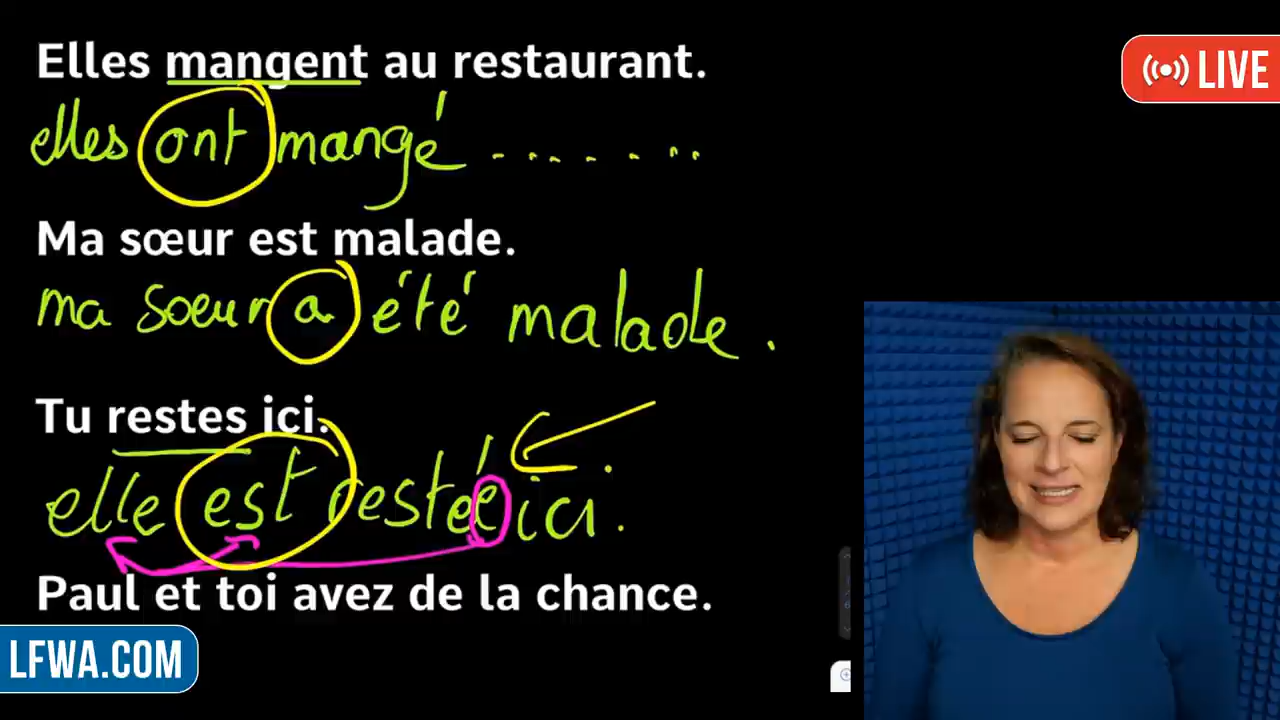 Elles mangent au restaurant.
LIVE
elles ont mangé .......
Ma sœur est malade.
ma soeur a été malade.
Tu restes ici.
elle est restée ici.
Paul et toi avez de la chance.
LFWA.COM